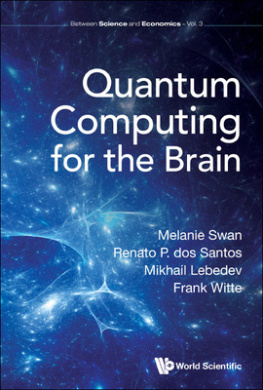 Between Science and Economics - Vol. 3
Quantum
Computing
for the Brain
Melanie Swan
Renato P. dos Santos
Mikhail Lebedev
Frank Witte
World Scientific